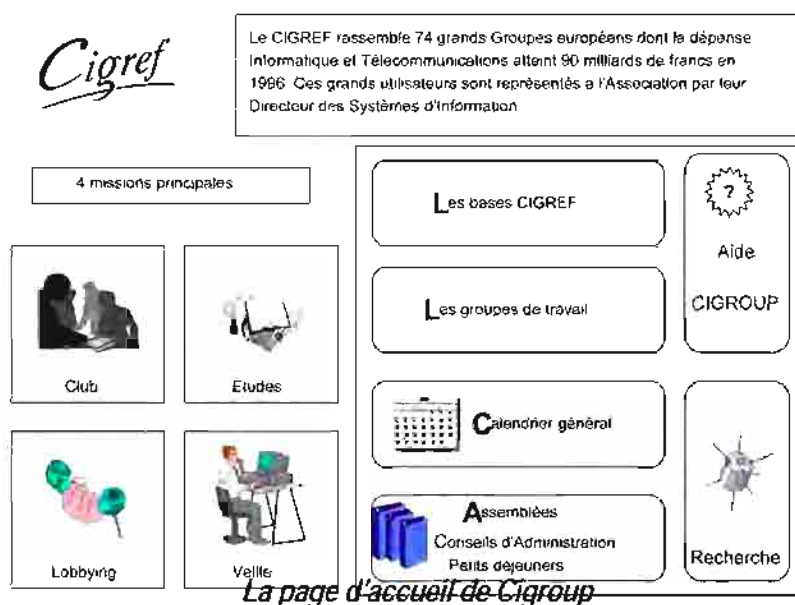 Cigref
Le CIGREF rassemble 74 grands Groupes européans dont la dépense
Informatique et Télecommunications atteint 90 milliards de francs en
1996. Ces grands utilisateurs sont représentés a l'Association par leur
Directeur des Systèmes d'Information
4 missions principales
Les bases CIGREF
?
Aide
CIGROUP
Les groupes de travail
Club
Etudes
Calendrier général
Assemblées
Conseils d'Administration
Petits déjeuners
Recherche
Lobbying
Veille
La page d'accueil de Cigroup